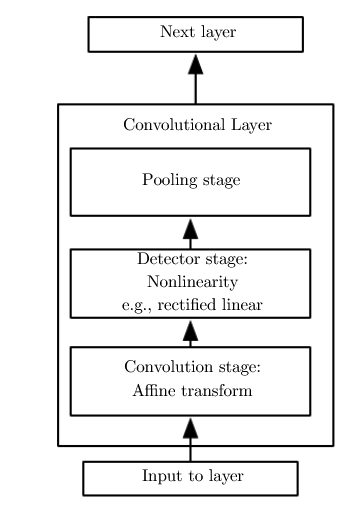 Next layer
Convolutional Layer
Pooling stage
Detector stage:
Nonlinearity
e.g., rectified linear
Convolution stage:
Affine transform
Input to layer